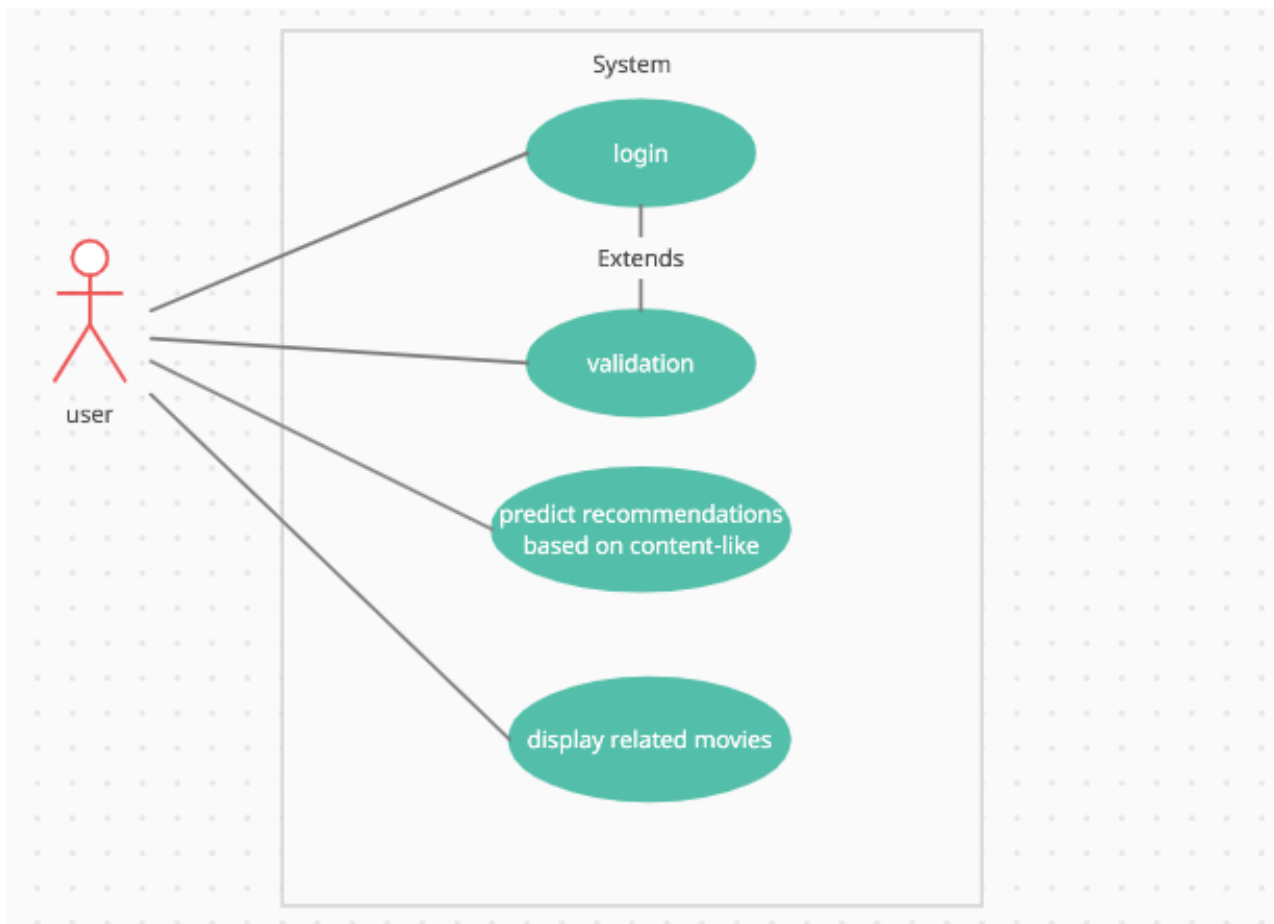 System
login
Extends
validation
user
predict recommendations
based on content-like
display related movies